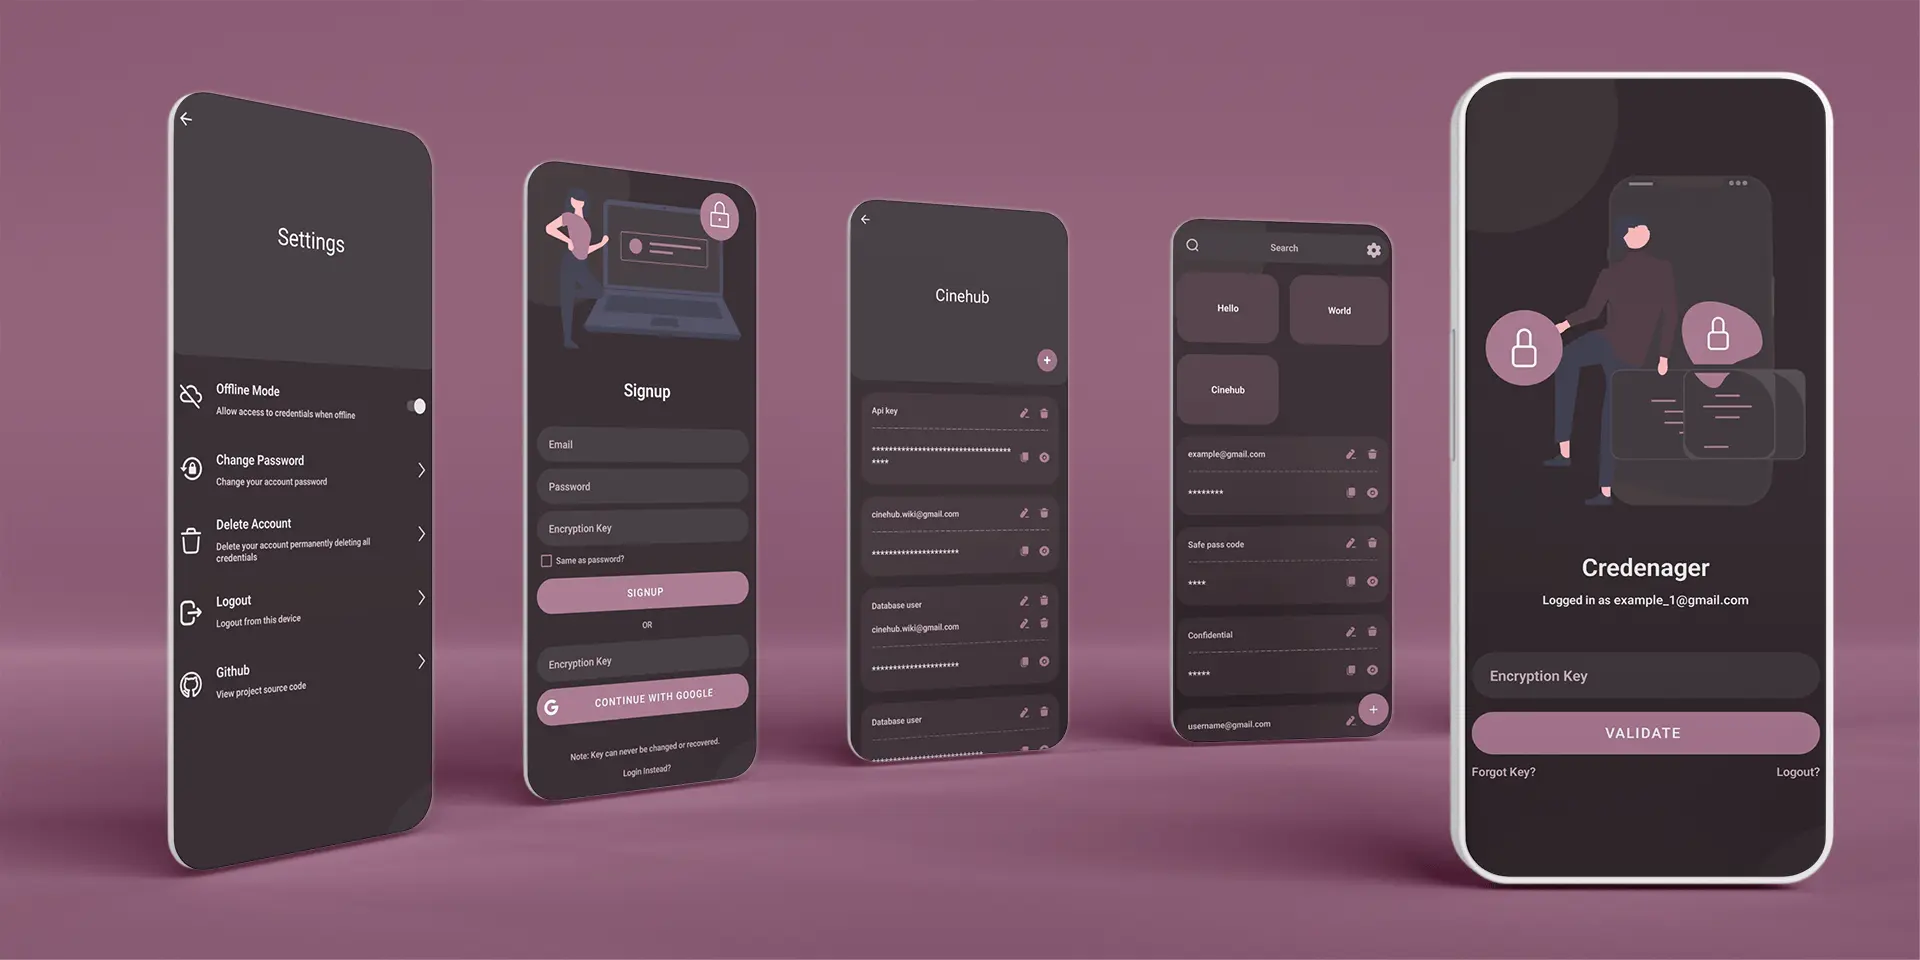 Settings
Offline Mode
Allow access to credentials when offline
Change Password
Change your account password
Delete Account
Delete your account permanently deleting all
credentials
Logout
Logout from this device
Github
View project source code
Signup
Email
Password
Encryption Key
Same as password?
SIGNUP
OR
Encryption Key
G CONTINUE WITH GOOGLE
Note: Key can never be changed or recovered.
Login Instead?
Cinehub
+
Api key
************************************
****
cinehub.wiki@gmail.com
*********************
Database user
cinehub.wiki@gmail.com
*********************
Database user
Search
Hello
World
Cinehub
example@gmail.com
********
Safe pass code
****
Confidential
*****
username@gmail.com
+
Credenager
Logged in as example_1@gmail.com
Encryption Key
VALIDATE
Forgot Key?
Logout?